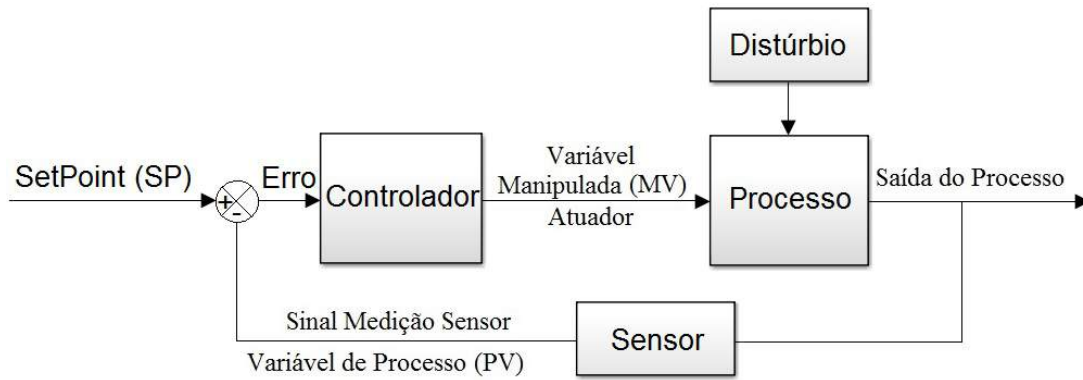 Distúrbio
SetPoint (SP)
+
-
Erro
Controlador
Variável
Manipulada (MV)
Atuador
Processo
Saída do Processo
Sinal Medição Sensor
Variável de Processo (PV)
Sensor